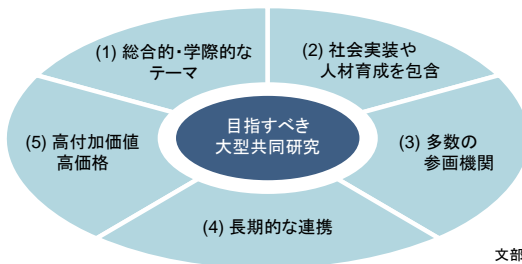 (1) 総合的・学際的な
テーマ
(2) 社会実装や
人材育成を包含
目指すべき
大型共同研究
(5) 高付加価値
高価格
(3) 多数の
参画機関
(4) 長期的な連携
文部